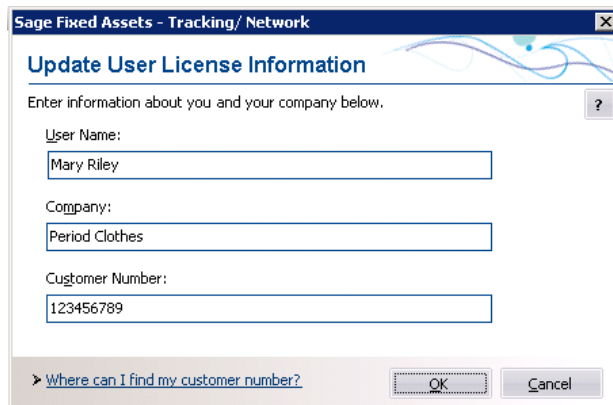 Sage Fixed Assets - Tracking/ Network
Update User License Information
Enter information about you and your company below.
?
User Name:
Mary Riley
Company:
Period Clothes
Customer Number:
123456789
Where can I find my customer number?
OK
Cancel